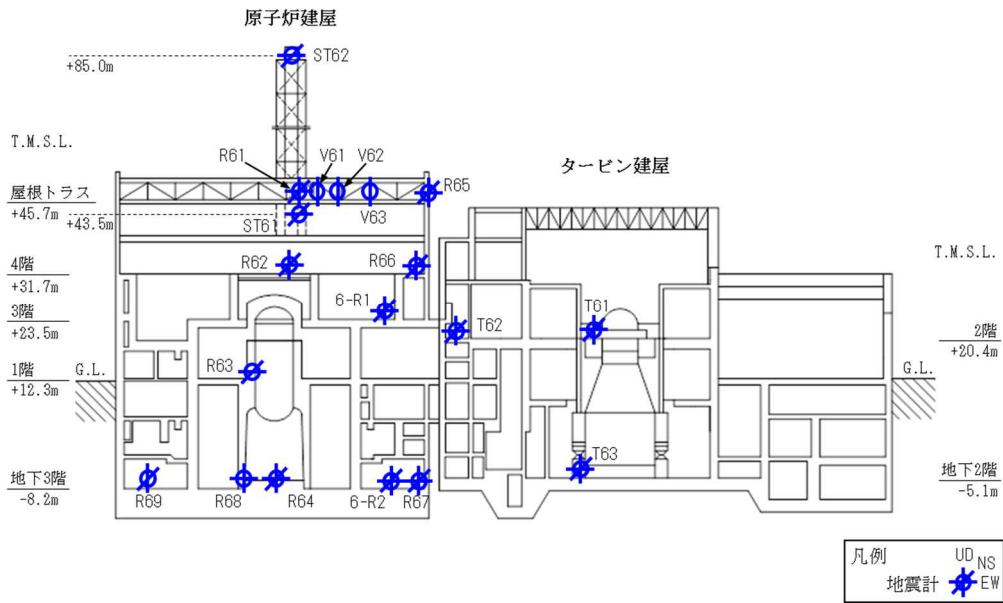 原子炉建屋
ST62
+85.0m
T.M.S.L.
R61
V61
V62
タービン建屋
屋根トラス
+45.7m
+43.5m
R65
V63
ST61
T.M.S.L.
4階
+31.7m
R62
R66
6-R1
3階
+23.5m
T62
T61
2階
+20.4m
1階
+12.3m
G.L.
R63
G.L.
地下3階
-8.2m
R69
R68
R64
6-R2
R67
T63
地下2階
-5.1m
凡例
UD
NS
地震計
EW